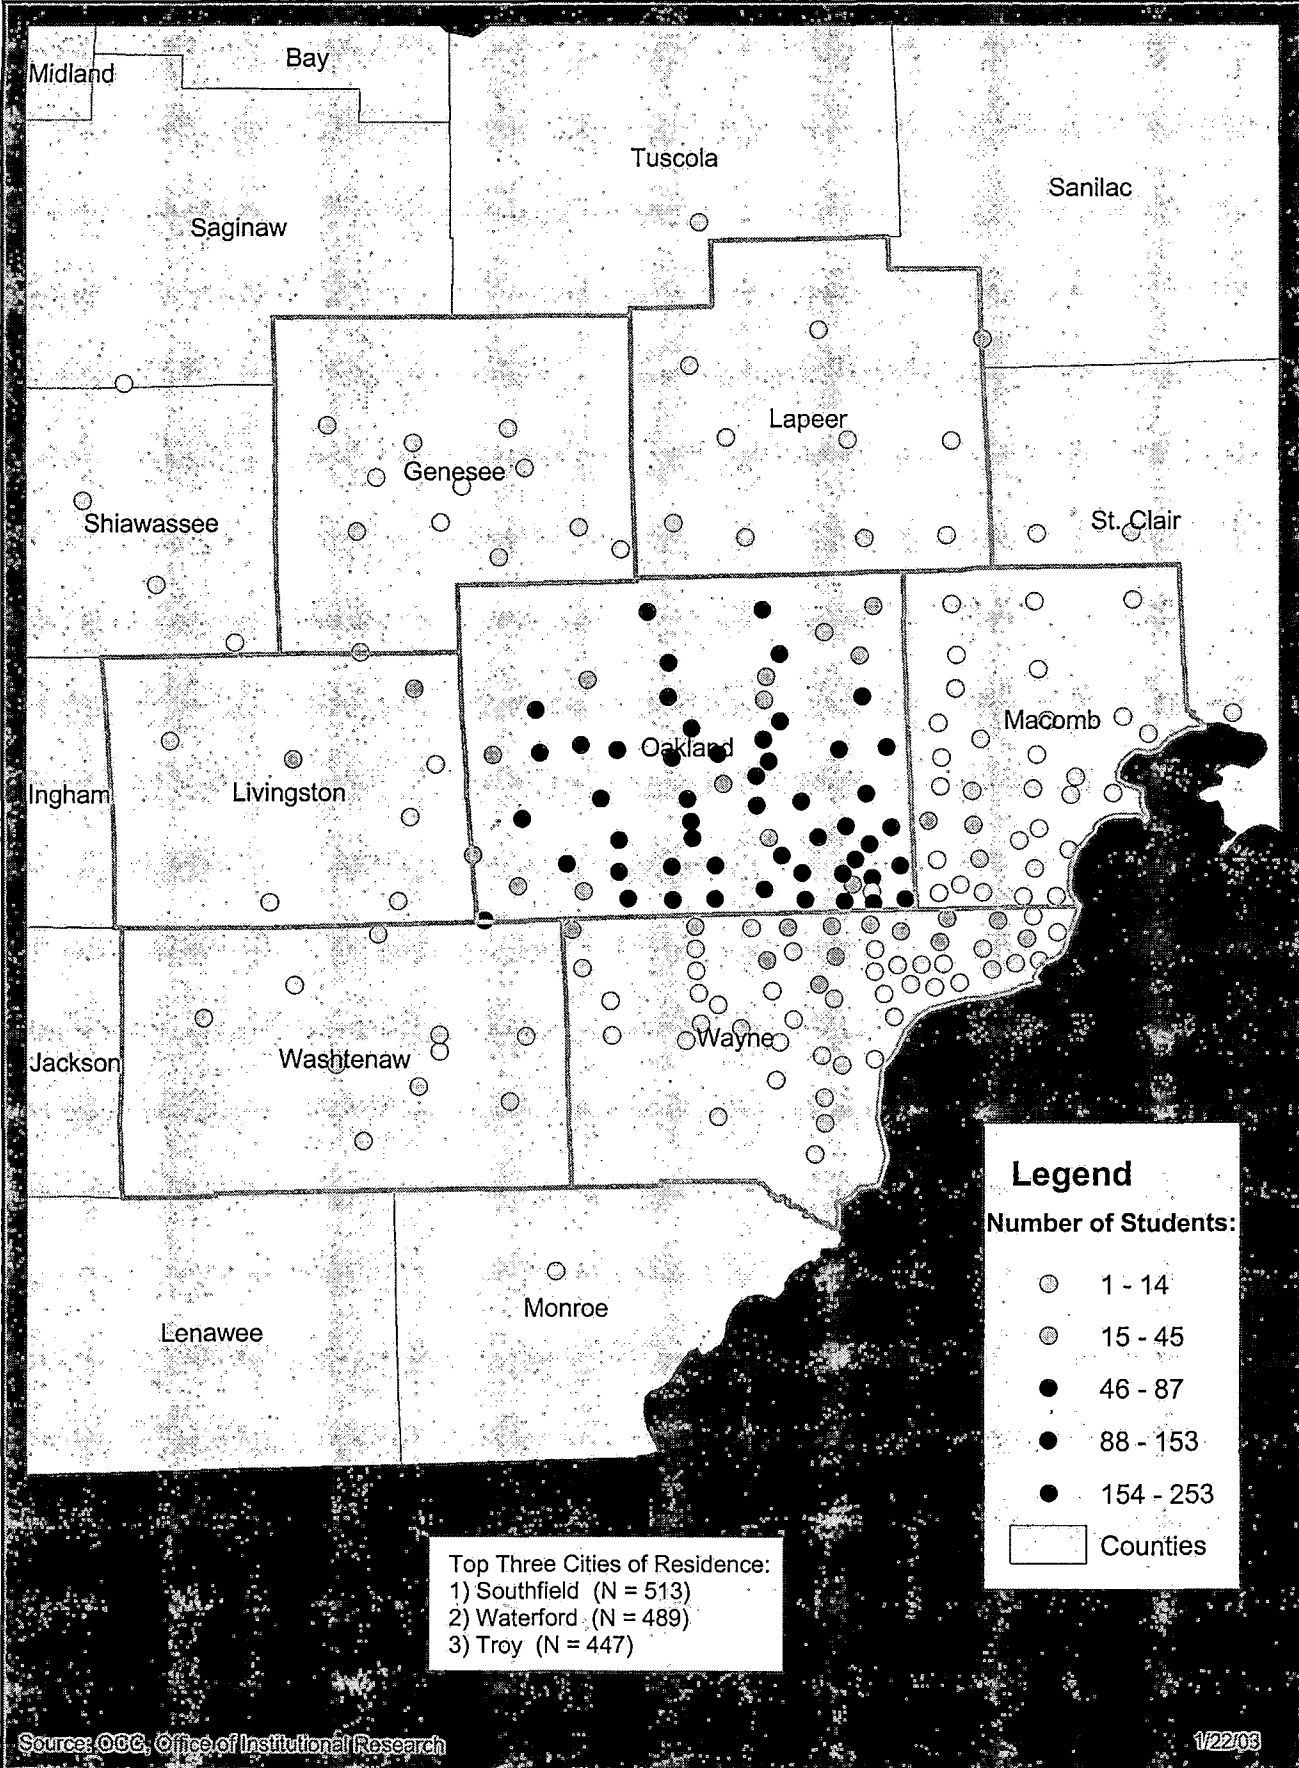 Bay
Midland
Tuscola
Sanilac
Saginaw
Lapeer
Genesee
Shiawassee
St. Clair
Macomb
Oakland
Ingham
Livingston
Wayne
Jackson
Washtenaw
Legend
Number of Students:
1 - 14
15 - 45
46 - 87
88 - 153
154 - 253
Counties
Monroe
Lenawee
Top Three Cities of Residence:
1) Southfield (N = 513)
2) Waterford (N = 489)
3) Troy (N = 447)
Source: OCC, Office of Institutional Research
1/22/03